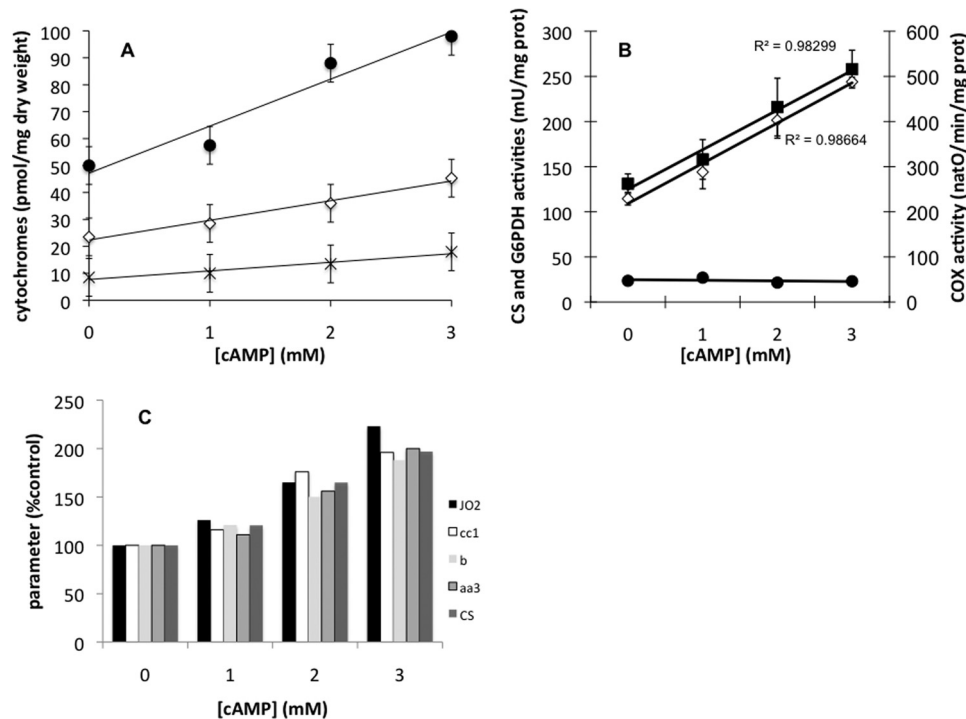 A
cytochromes (pmol/mg dry weight)
100
90
80
70
60
50
40
30
20
10
0
0 1 2 3
[cAMP] (mM)
B
R² = 0.98299
R² = 0.98664
CS and G6PDH activities (mU/mg prot)
300
250
200
150
100
50
0
COX activity (natO/min/mg prot)
600
500
400
300
200
100
0
0 1 2 3
[cAMP] (mM)
C
parameter (%control)
250
200
150
100
50
0
0 1 2 3
[cAMP] (mM)
JO2
cc1
b
aa3
CS